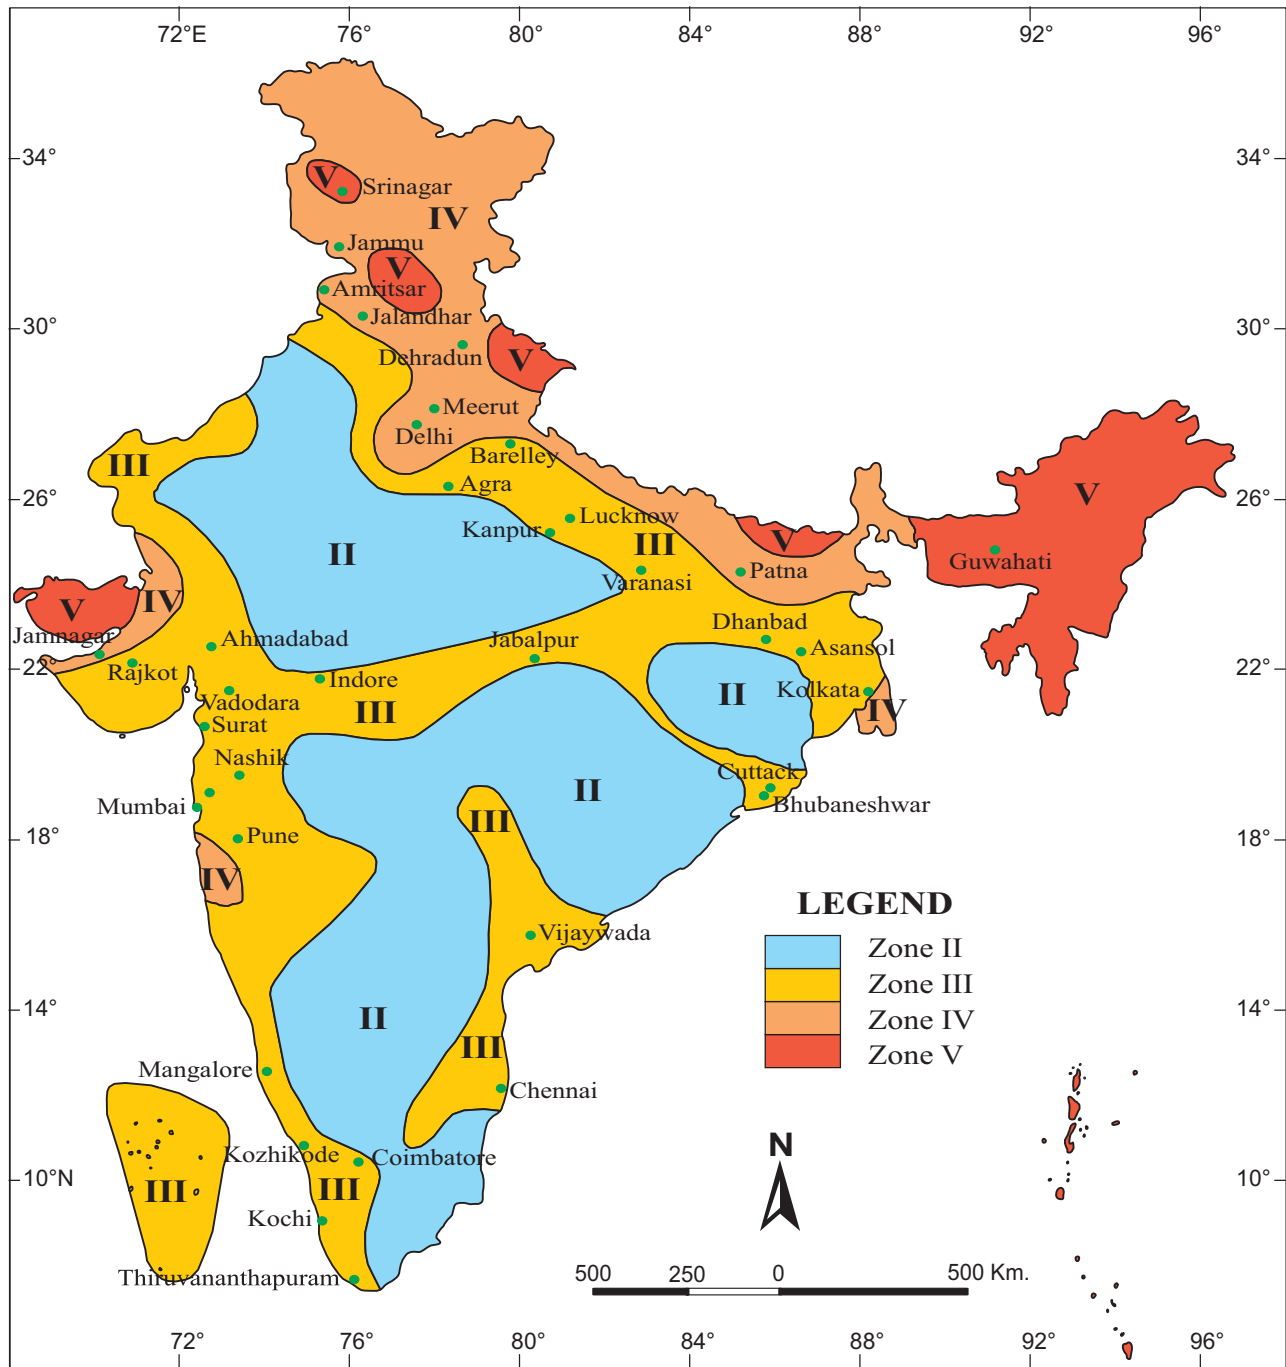 72°E 76° 80° 84° 88° 92° 96°
34° 34°
V
Srinagar
IV
Jammu
V
Amritsar
Jalandhar
30° 30°
Dehradun
V
Meerut
Delhi
Barelley
III
Agra
26° 26°
V
Lucknow
Kanpur
III
V
II
Guwahati
Patna
Varanasi
V
IV
Dhanbad
Jamnagar
Ahmadabad
Jabalpur
Asansol
22° 22°
Rajkot
Indore
Kolkata
II
Vadodara
III
IV
Surat
Nashik
Cuttack
II
Mumbai
Bhubaneshwar
III
Pune
18° 18°
IV
LEGEND
Vijaywada
Zone II
Zone III
14° 14°
II
Zone IV
III
Zone V
Mangalore
Chennai
N
Kozhikode
Coimbatore
10°N 10°
III
III
Kochi
Thiruvananthapuram
500 250 0 500 Km.
72° 76° 80° 84° 88° 92° 96°